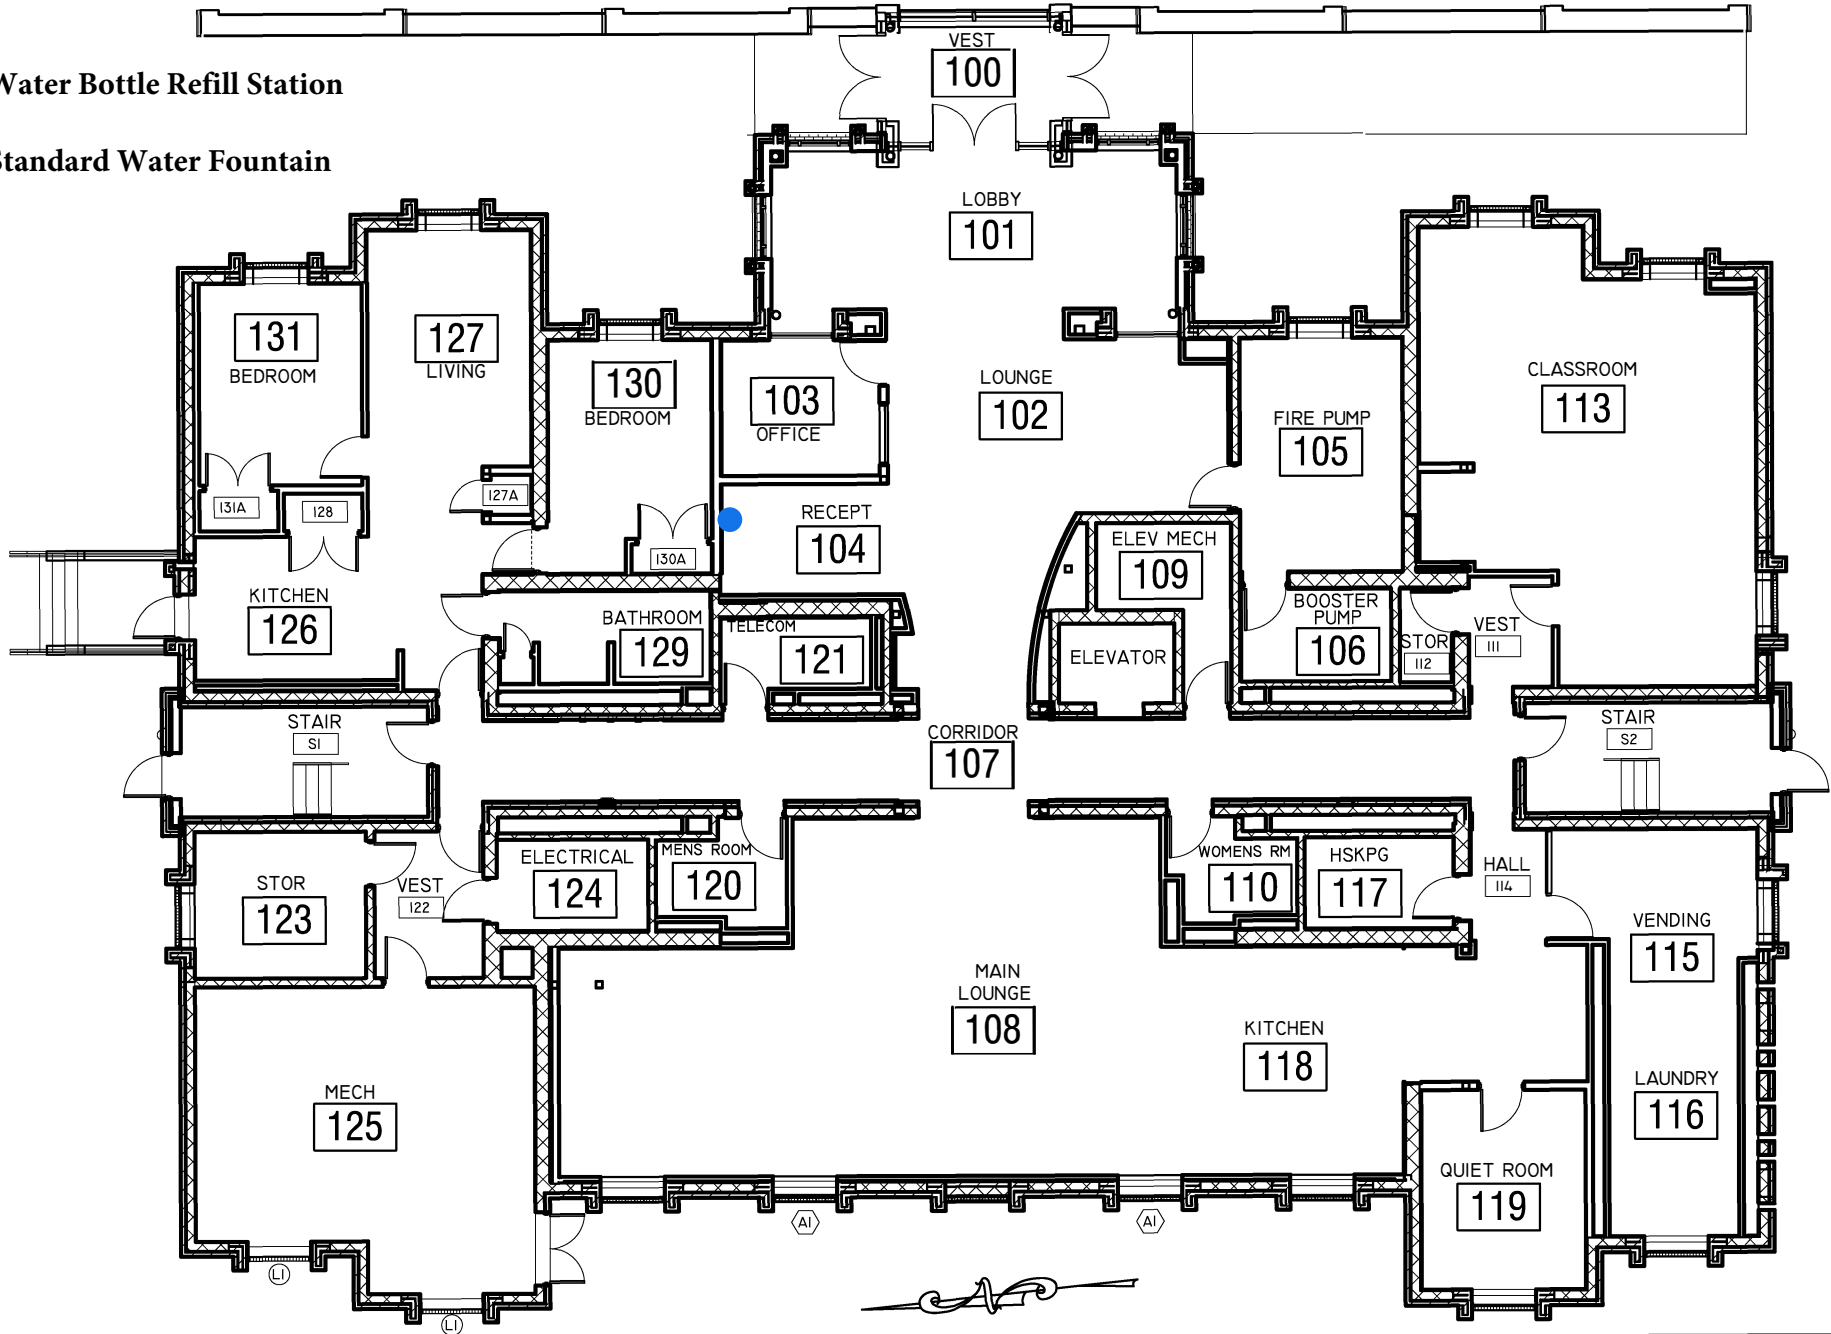 Water Bottle Refill Station
Standard Water Fountain
VEST
100
LOBBY
101
131
BEDROOM
127
LIVING
130
BEDROOM
103
OFFICE
LOUNGE
102
FIRE PUMP
105
CLASSROOM
113
131A
128
127A
130A
RECEPT
104
ELEV MECH
109
KITCHEN
126
BATHROOM
129
TELECOM
121
ELEVATOR
BOOSTER
PUMP
106
STOR
112
VEST
111
STAIR
S1
CORRIDOR
107
STAIR
S2
STOR
123
VEST
122
ELECTRICAL
124
MENS ROOM
120
WOMENS RM
110
HSKPG
117
HALL
114
VENDING
115
MAIN
LOUNGE
108
KITCHEN
118
LAUNDRY
116
MECH
125
QUIET ROOM
119
A1
A1
L1
L1
N